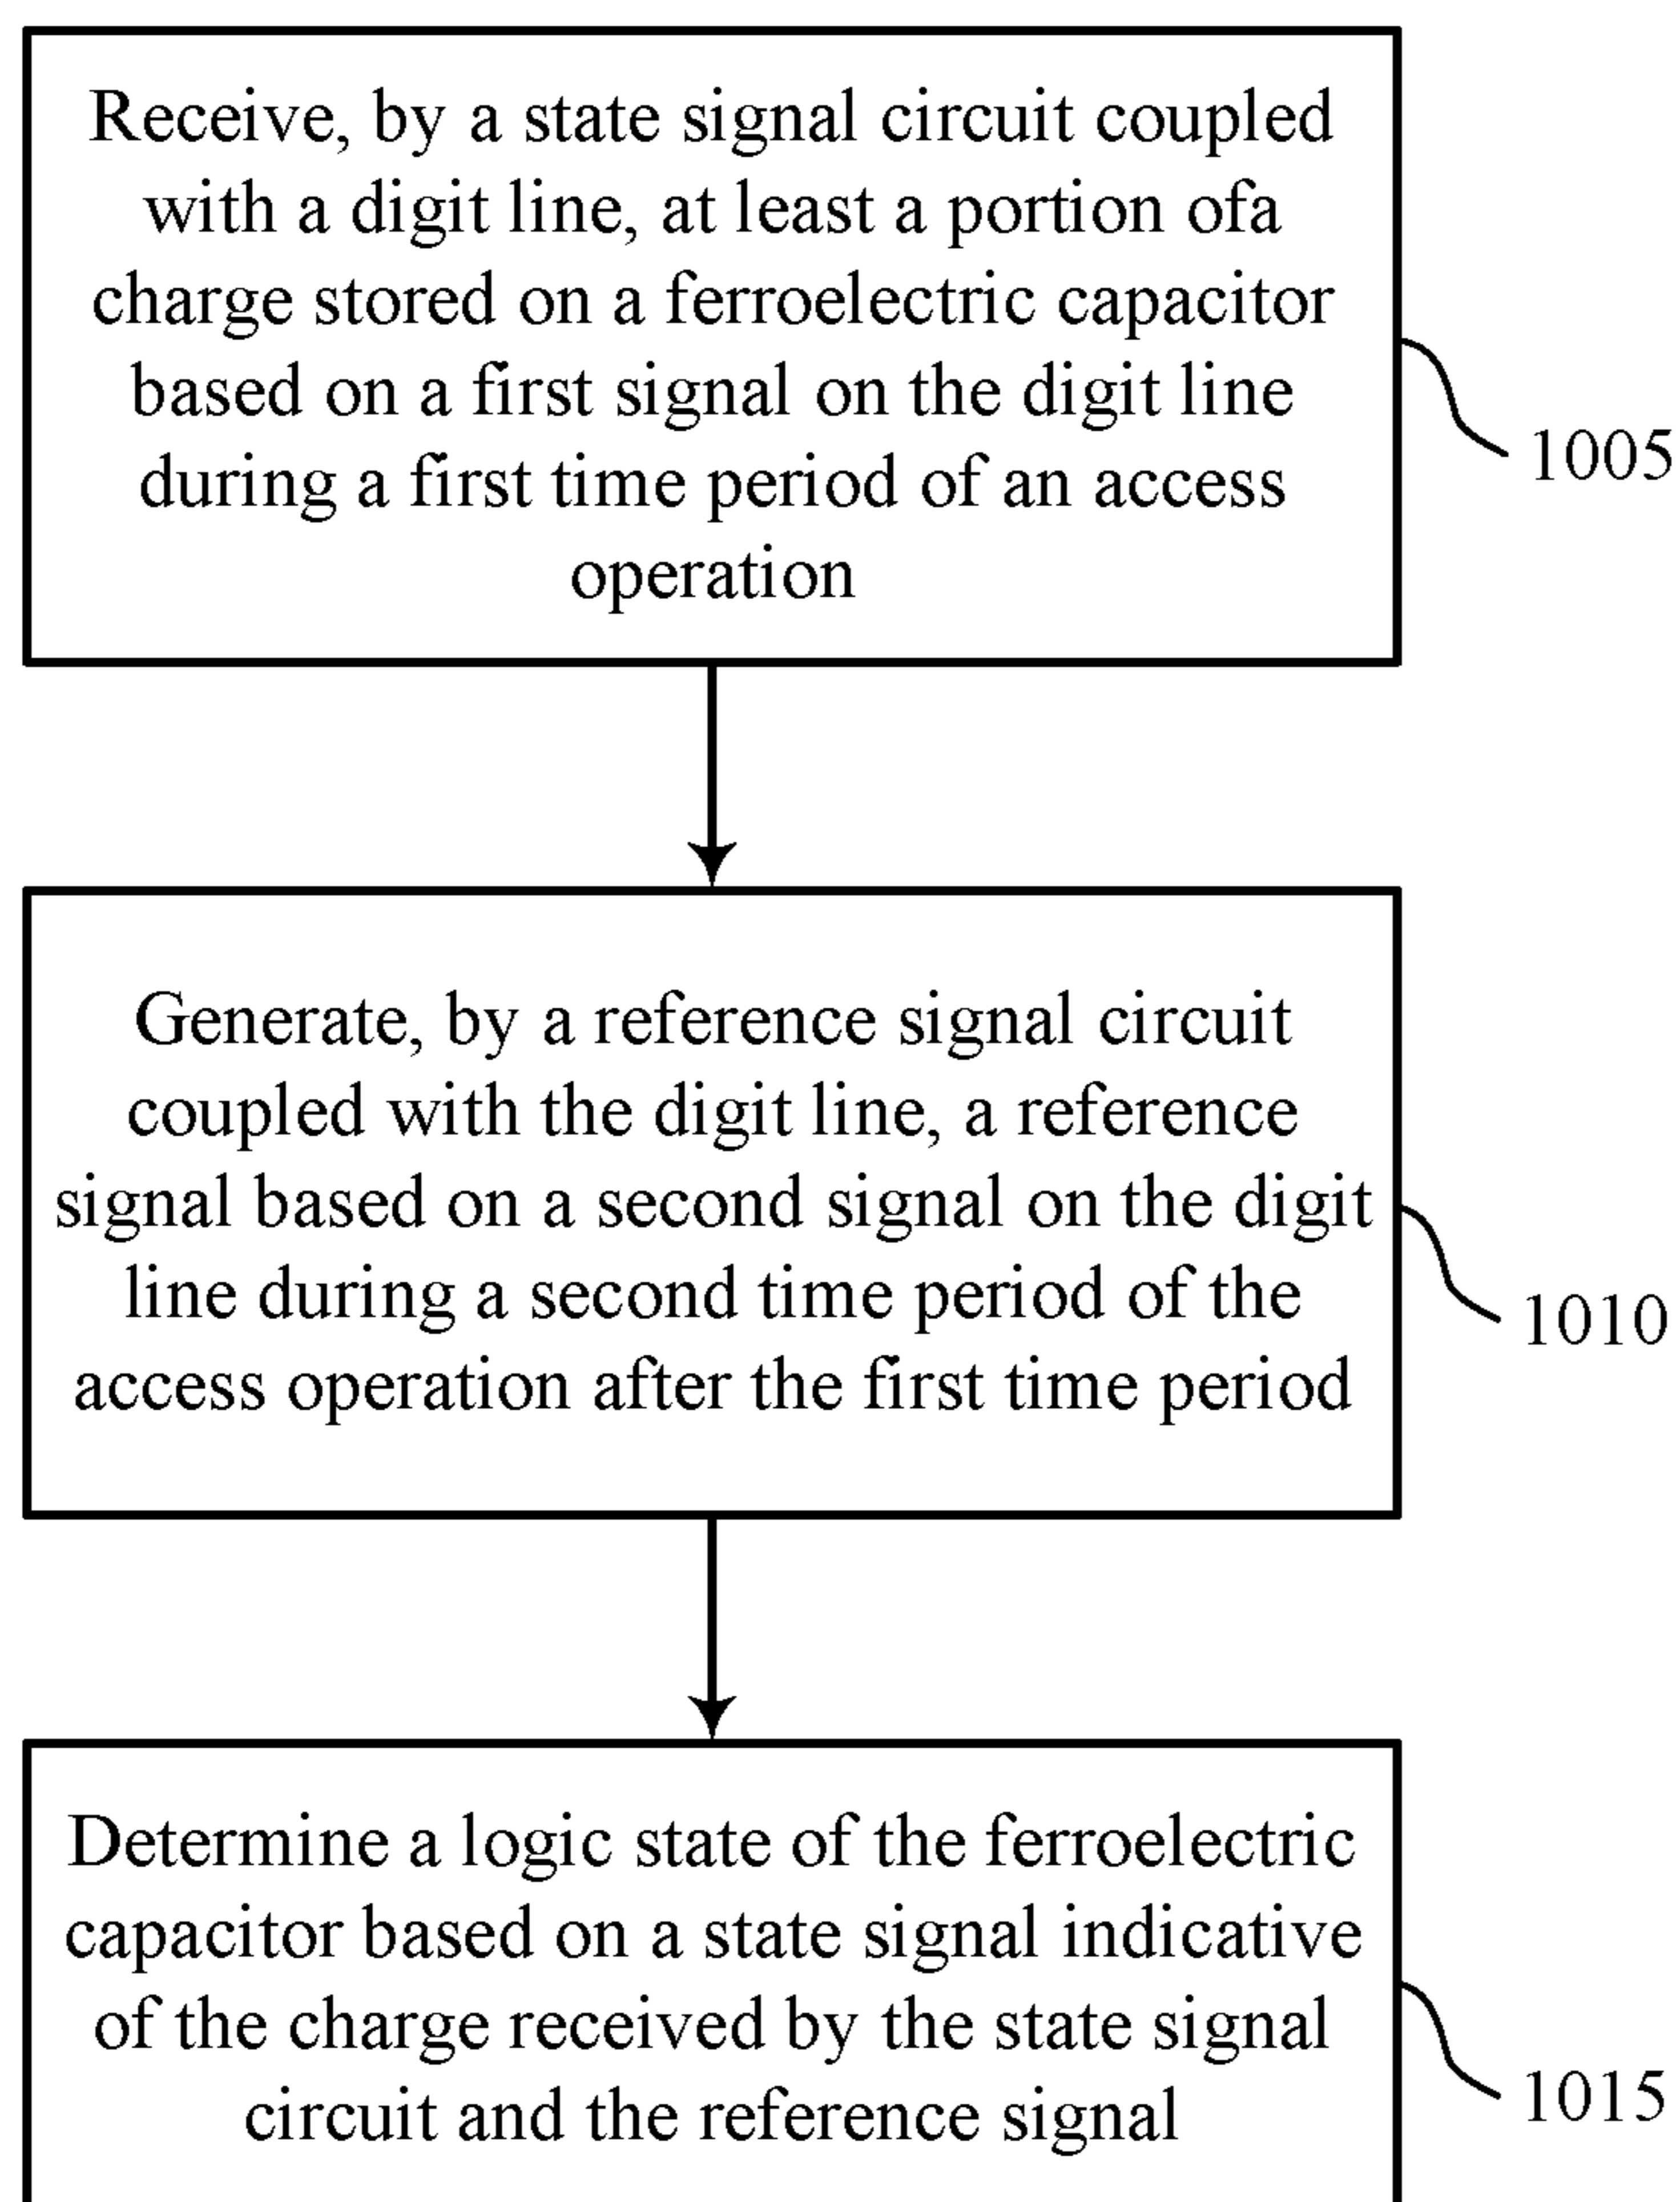 Receive, by a state signal circuit coupled
with a digit line, at least a portion ofa
charge stored on a ferroelectric capacitor
based on a first signal on the digit line
during a first time period of an access
operation
1005
Generate, by a reference signal circuit
coupled with the digit line, a reference
signal based on a second signal on the digit
line during a second time period of the
access operation after the first time period
1010
Determine a logic state of the ferroelectric
capacitor based on a state signal indicative
of the charge received by the state signal
circuit and the reference signal
1015